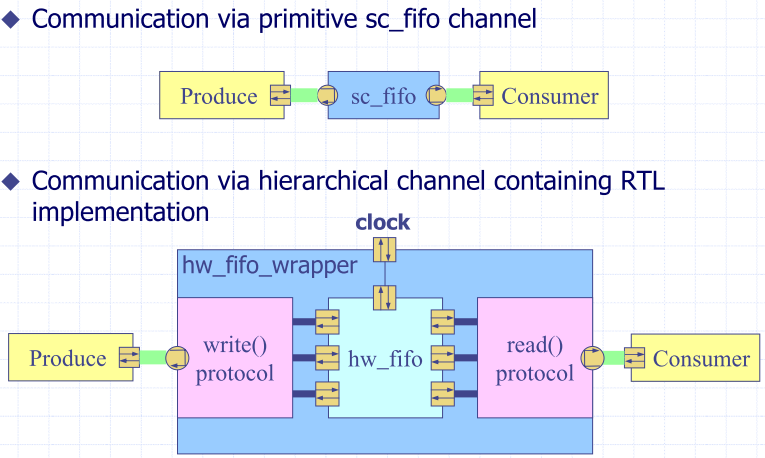 Communication via primitive sc_fifo channel
Produce
sc_fifo
Consumer
Communication via hierarchical channel containing RTL
implementation
clock
hw_fifo_wrapper
Produce
write()
protocol
hw_fifo
read()
protocol
Consumer